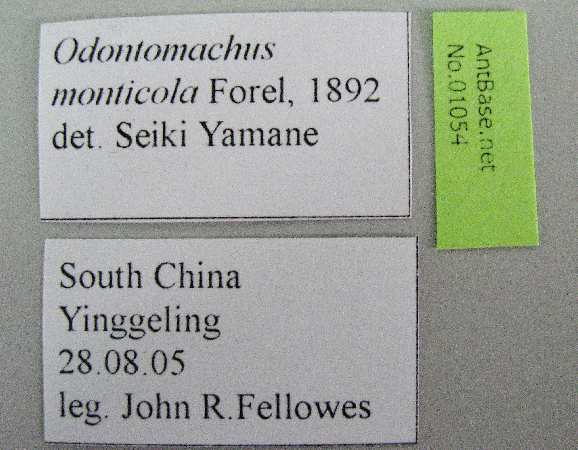 Odontomachus
monticola Forel, 1892
det. Seiki Yamane
AntBase.net
No.01054
South China
Yinggeling
28.08.05
leg. John R.Fellowes